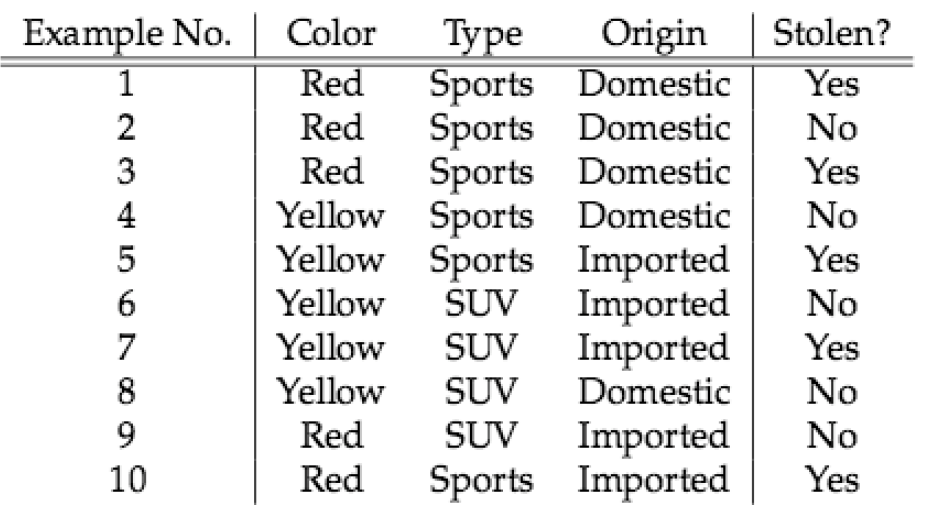 Example No. Color Type Origin Stolen?
1 Red Sports Domestic Yes
2 Red Sports Domestic No
3 Red Sports Domestic Yes
4 Yellow Sports Domestic No
5 Yellow Sports Imported Yes
6 Yellow SUV Imported No
7 Yellow SUV Imported Yes
8 Yellow SUV Domestic No
9 Red SUV Imported No
10 Red Sports Imported Yes